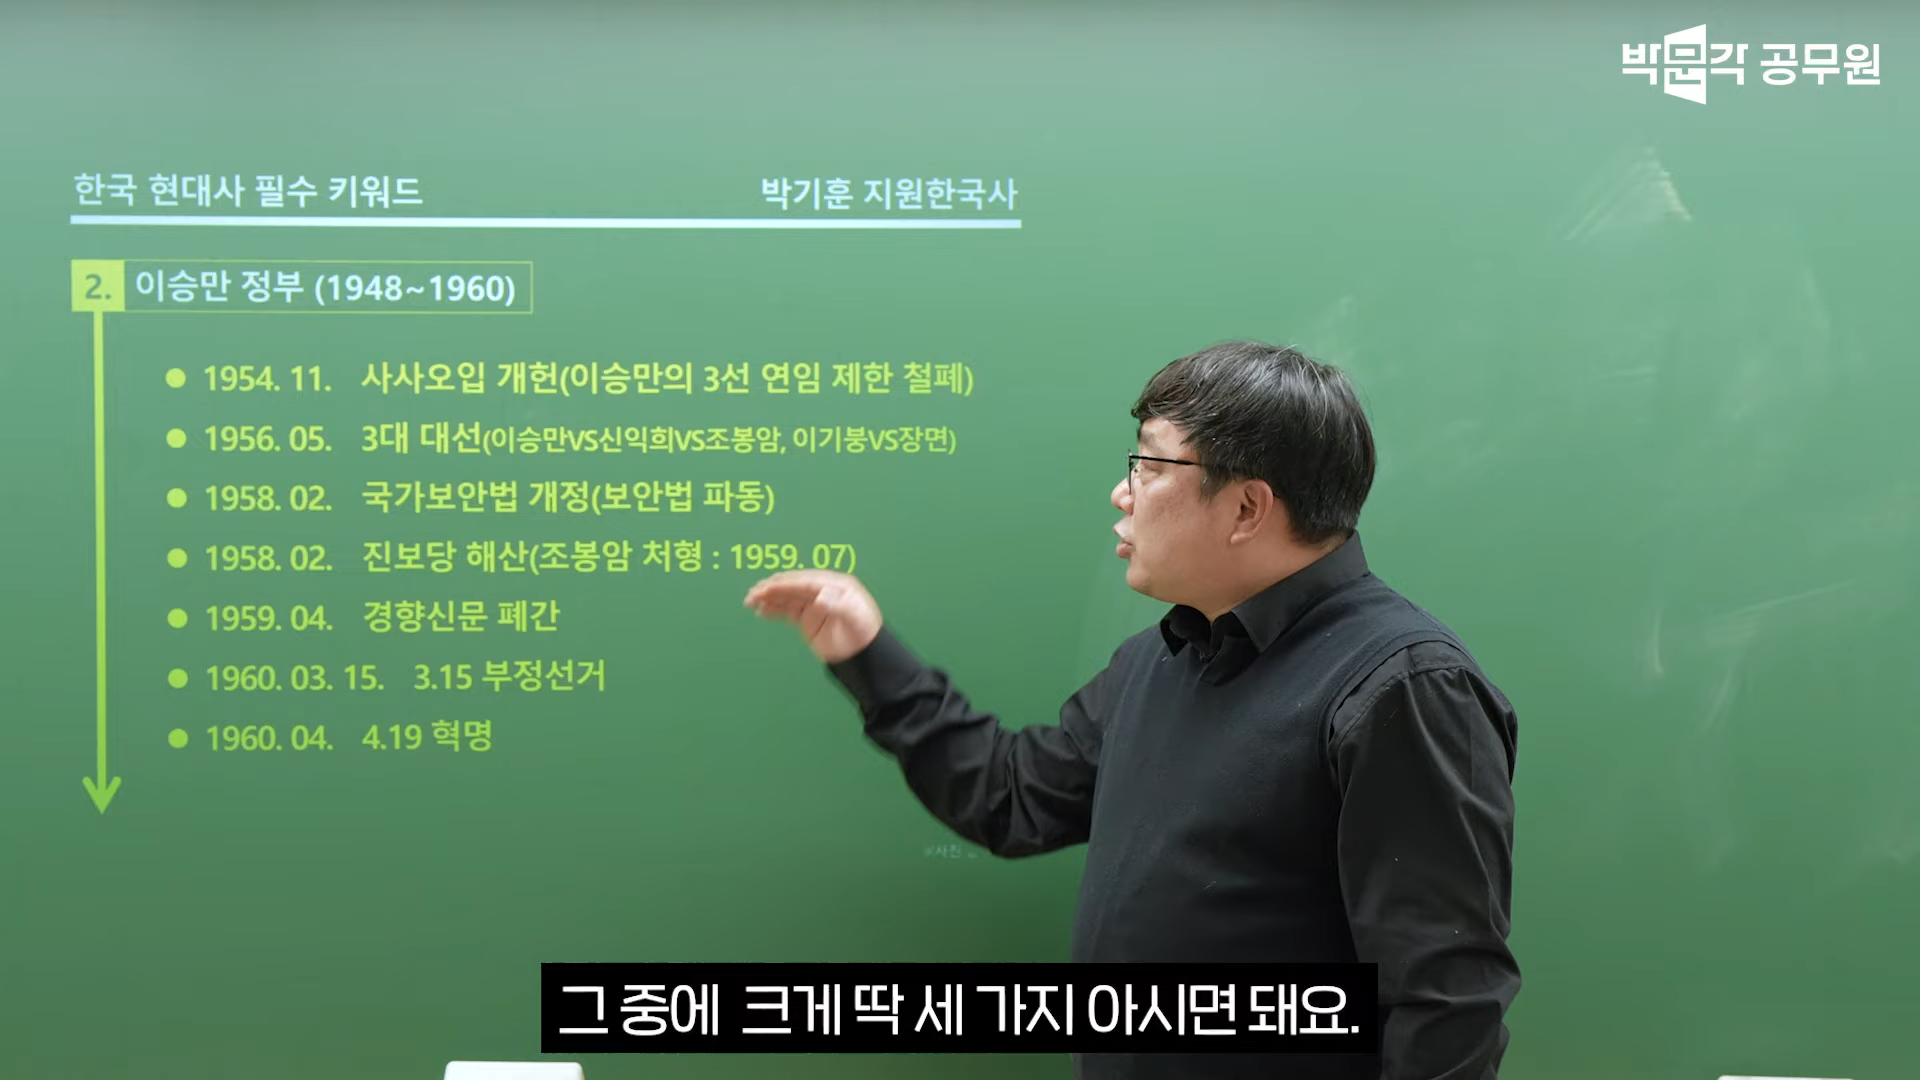 박문각 공무원
한국 현대사 필수 키워드
박기훈 지원한국사
2. 이승만 정부 (1948~1960)
1954. 11. 사사오입 개헌(이승만의 3선 연임 제한 철폐)
1956. 05. 3대 대선(이승만VS신익희VS조봉암, 이기붕VS장면)
1958. 02. 국가보안법 개정(보안법 파동)
1958. 02. 진보당 해산(조봉암 처형 : 1959. 07)
1959. 04. 경향신문 폐간
1960. 03. 15. 3.15 부정선거
1960. 04. 4.19 혁명
※사진
그 중에 크게 딱 세 가지 아시면 돼요.